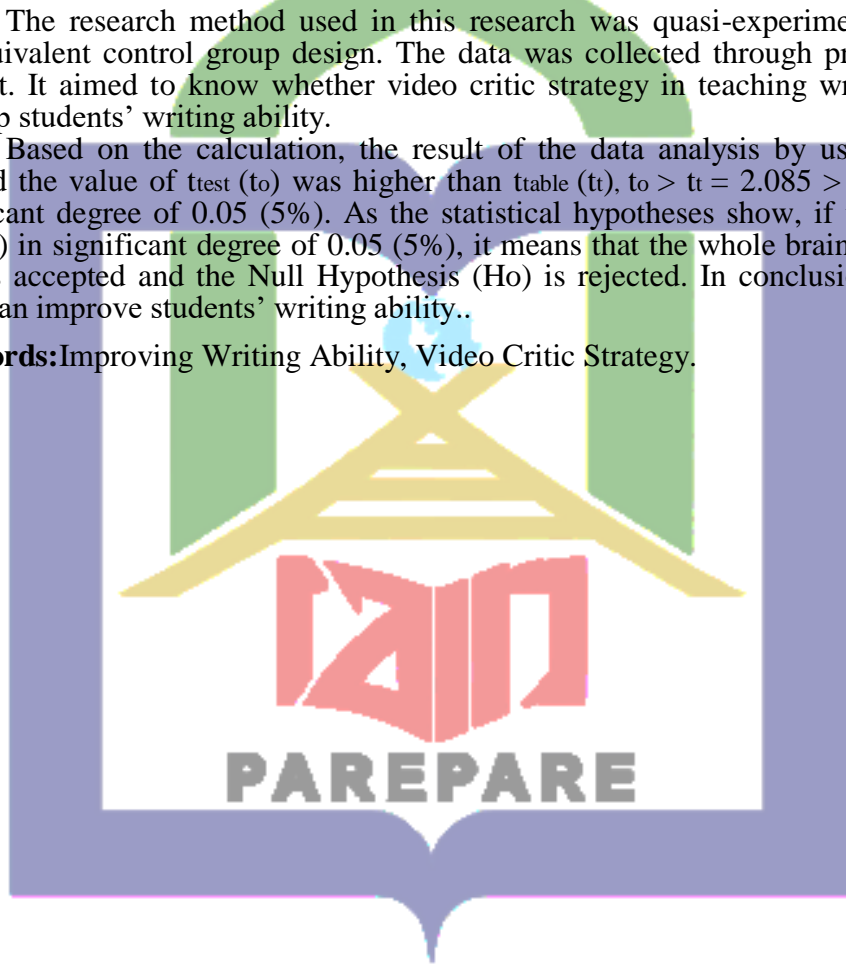 The research method used in this research was quasi-experime
uivalent control group design. The data was collected through pr
t. It aimed to know whether video critic strategy in teaching wr
p students' writing ability.
Based on the calculation, the result of the data analysis by us
d the value of ttest (to) was higher than ttable (tt), to > tt = 2.085 >
cant degree of 0.05 (5%). As the statistical hypotheses show, if
) in significant degree of 0.05 (5%), it means that the whole brain
s accepted and the Null Hypothesis (Ho) is rejected. In conclusi
an improve students' writing ability..
ords:Improving Writing Ability, Video Critic Strategy.
iain
PAREPARE